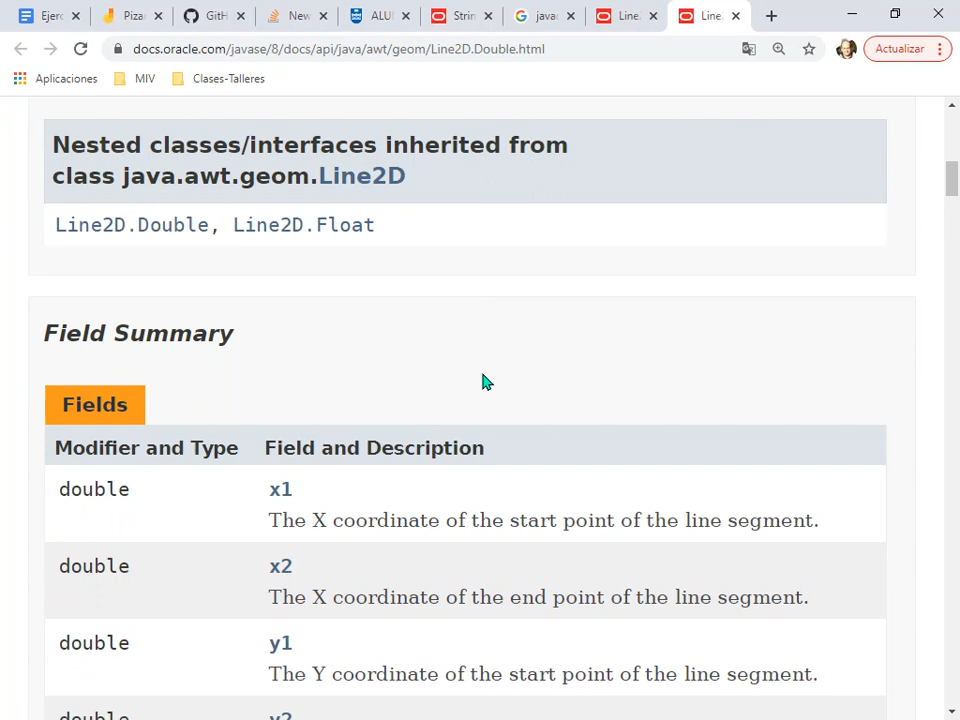 Ejerc
Piza
GitH
New
ALU
Strin
java
Line.
Line.
docs.oracle.com/javase/8/docs/api/java/awt/geom/Line2D.Double.html
Actualizar
Aplicaciones
MIV
Clases-Talleres
Nested classes/interfaces inherited from
class java.awt.geom.Line2D
Line2D.Double, Line2D.Float
Field Summary
Fields
Modifier and Type Field and Description
double x1
The X coordinate of the start point of the line segment.
double x2
The X coordinate of the end point of the line segment.
double y1
The Y coordinate of the start point of the line segment.
double y2